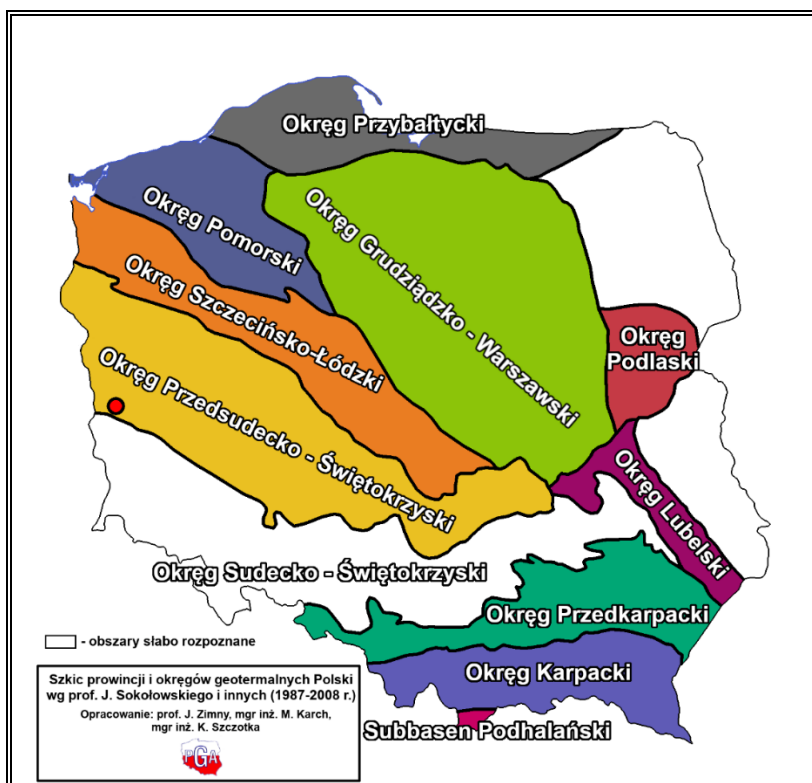 Okręg Przybałtycki
Okręg Pomorski
Okręg Grudziądzko - Warszawski
Okręg Szczecińsko-Łódzki
Okręg Podlaski
Okręg Przedsudecko - Świętokrzyski
Okręg Lubelski
Okręg Sudecko - Świętokrzyski
Okręg Przedkarpacki
- obszary słabo rozpoznane
Okręg Karpacki
Subbasen Podhalański
Szkic prowincji i okręgów geotermalnych Polski
wg prof. J. Sokołowskiego i innych (1987-2008 r.)
Opracowanie: prof. J. Zimny, mgr inż. M. Karch,
mgr inż. K. Szczotka
PGA